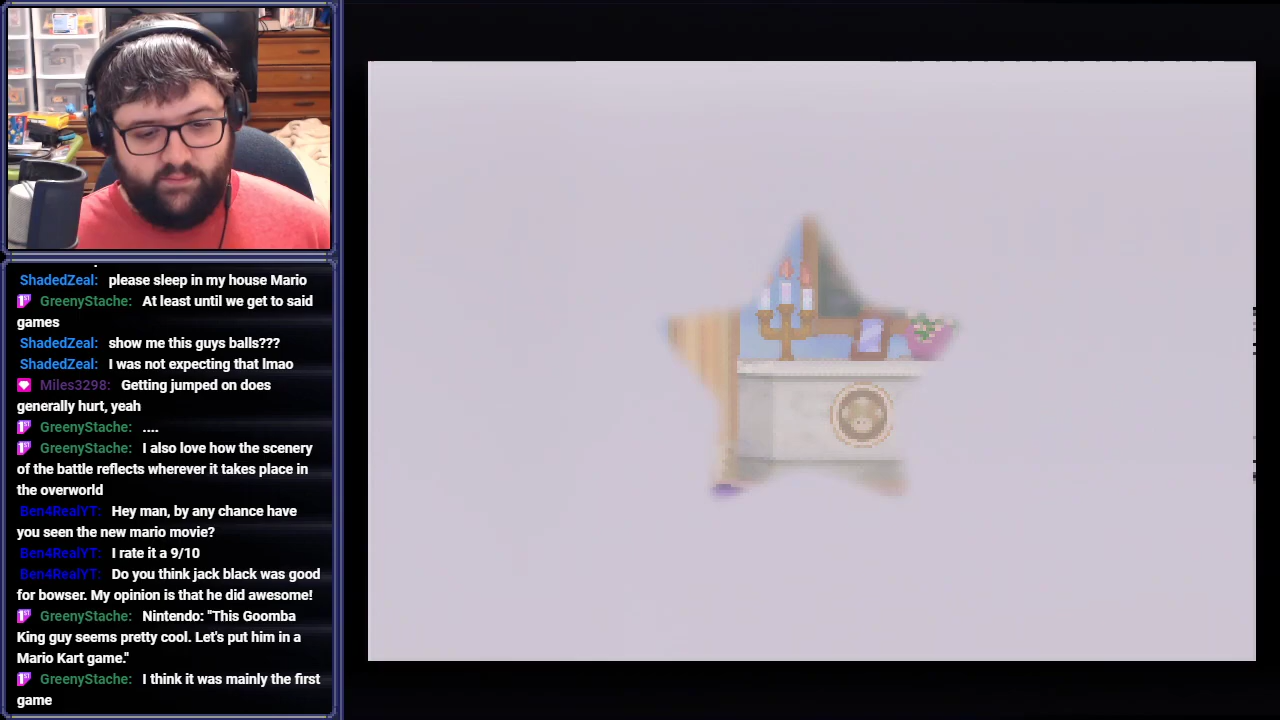 ShadedZeal: please sleep in my house Mario
GreenyStache: At least until we get to said
games
ShadedZeal: show me this guys balls???
ShadedZeal: I was not expecting that lmao
Miles3298: Getting jumped on does
generally hurt, yeah
GreenyStache: ....
GreenyStache: I also love how the scenery
of the battle reflects wherever it takes place in
the overworld
Ben4RealYT: Hey man, by any chance have
you seen the new mario movie?
Ben4RealYT: I rate it a 9/10
Ben4RealYT: Do you think jack black was good
for bowser. My opinion is that he did awesome!
GreenyStache: Nintendo: "This Goomba
King guy seems pretty cool. Let's put him in a
Mario Kart game."
GreenyStache: I think it was mainly the first
game